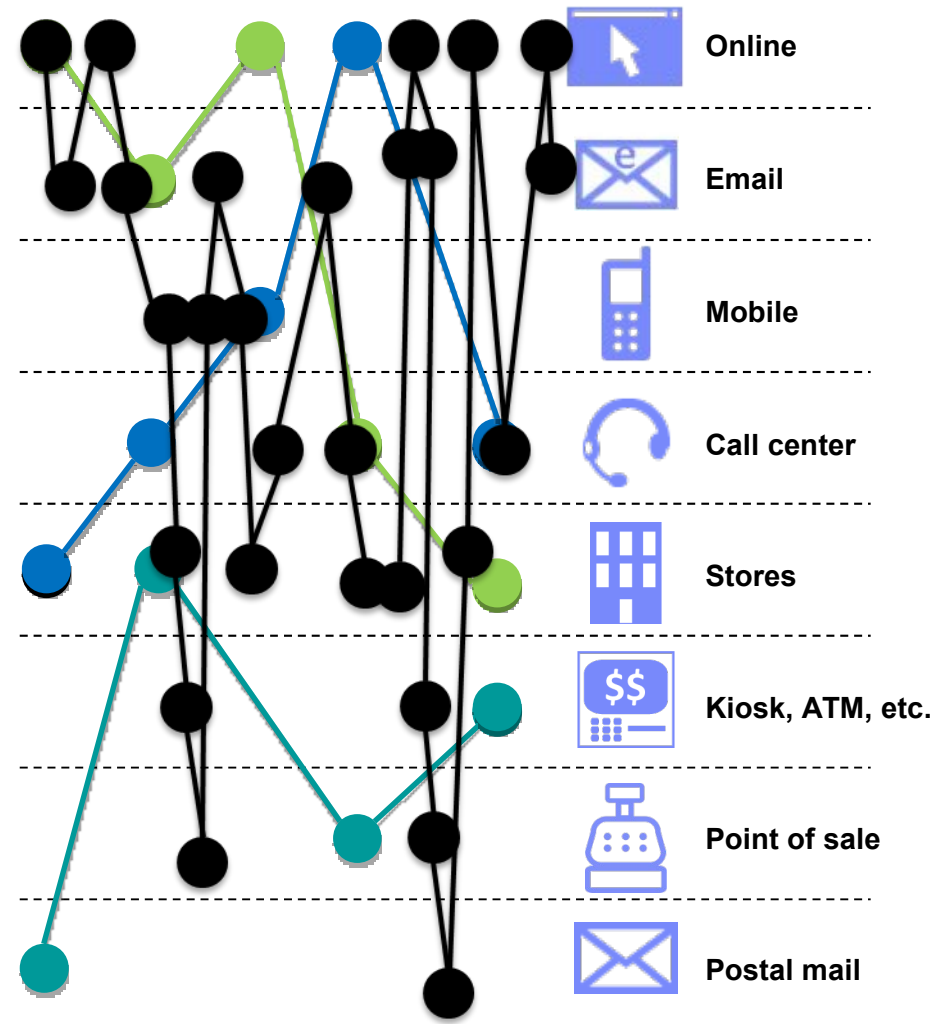 Online
e
Email
Mobile
Call center
Stores
$$
Kiosk, ATM, etc.
Point of sale
Postal mail